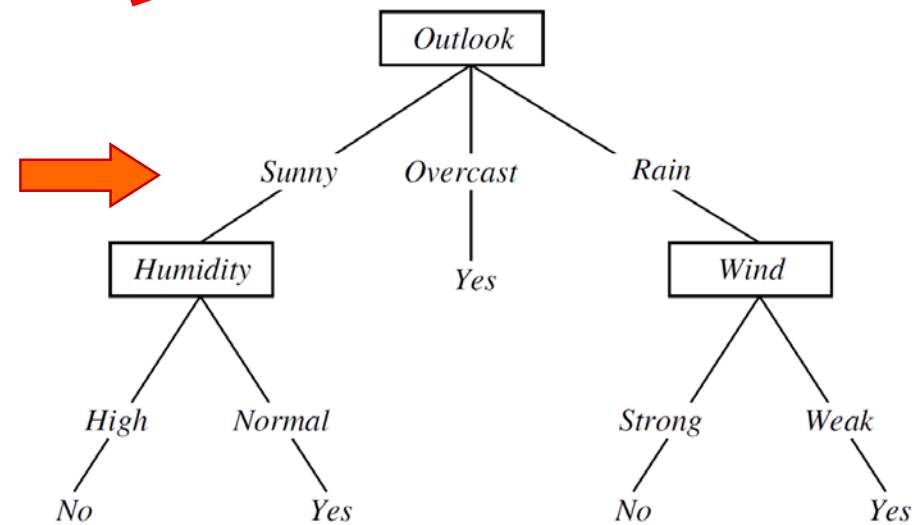 Outlook
Sunny Overcast Rain
Humidity Yes Wind
High Normal Strong Weak
No Yes No Yes